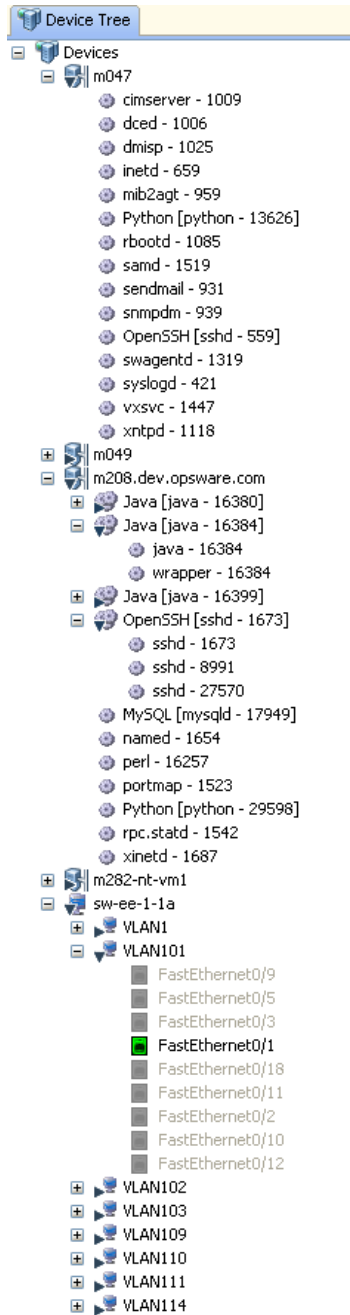 Device Tree
Devices
m047
cimserver - 1009
dced - 1006
dmisp - 1025
inetd - 659
mib2agt - 959
Python [python - 13626]
rbootd - 1085
samd - 1519
sendmail - 931
snmpdm - 939
OpenSSH [sshd - 559]
swagentd - 1319
syslogd - 421
vxsvc - 1447
xntpd - 1118
m049
m208.dev.opsware.com
Java [java - 16380]
Java [java - 16384]
java - 16384
wrapper - 16384
Java [java - 16399]
OpenSSH [sshd - 1673]
sshd - 1673
sshd - 8991
sshd - 27570
MySQL [mysqld - 17949]
named - 1654
perl - 16257
portmap - 1523
Python [python - 29598]
rpc.statd - 1542
xinetd - 1687
m282-nt-vm1
sw-ee-1-1a
VLAN1
VLAN101
FastEthernet0/9
FastEthernet0/5
FastEthernet0/3
FastEthernet0/1
FastEthernet0/18
FastEthernet0/11
FastEthernet0/2
FastEthernet0/10
FastEthernet0/12
VLAN102
VLAN103
VLAN109
VLAN110
VLAN111
VLAN114